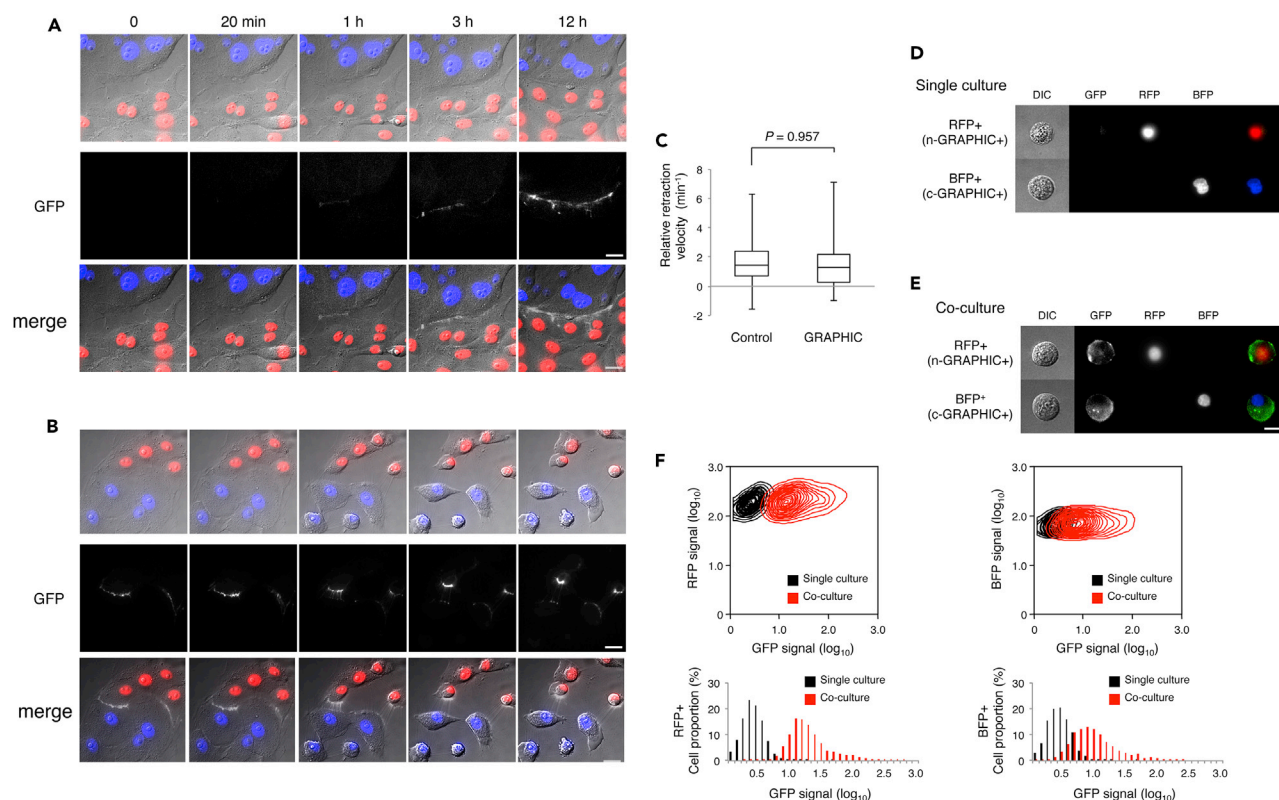 A
0 20 min 1 h 3 h 12 h
GFP
merge
B
GFP
merge
C
P = 0.957
Relative retraction
velocity (min⁻¹)
8
6
4
2
0
-2
Control GRAPHIC
D
Single culture
DIC GFP RFP BFP
RFP+
(n-GRAPHIC+)
BFP+
(c-GRAPHIC+)
E
Co-culture
DIC GFP RFP BFP
RFP+
(n-GRAPHIC+)
BFP⁺
(c-GRAPHIC+)
F
RFP signal (log₁₀)
3.0
2.0
1.0
0
Single culture
Co-culture
0 1.0 2.0 3.0
GFP signal (log₁₀)
BFP signal (log₁₀)
3.0
2.0
1.0
0
Single culture
Co-culture
0 1.0 2.0 3.0
GFP signal (log₁₀)
RFP+
Cell proportion (%)
30
20
10
0
Single culture
Co-culture
0.5 1.0 1.5 2.0 2.5 3.0
GFP signal (log₁₀)
BFP+
Cell proportion (%)
30
20
10
0
Single culture
Co-culture
0.5 1.0 1.5 2.0 2.5 3.0
GFP signal (log₁₀)